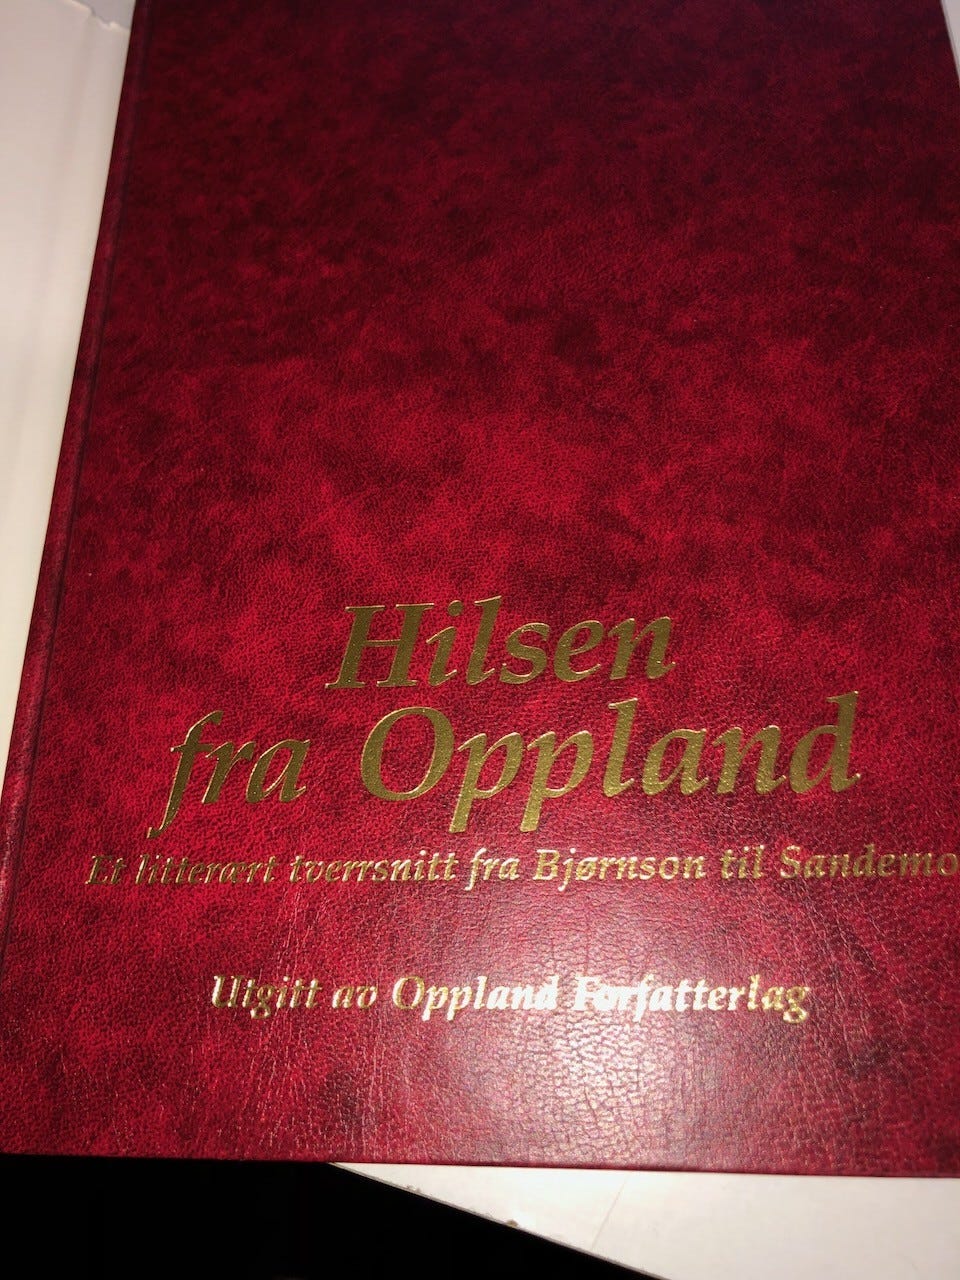 Hilsen
fra Oppland
Et litterært tverrsnitt fra Bjørnson til Sandemo
Utgitt av Oppland Forfatterlag